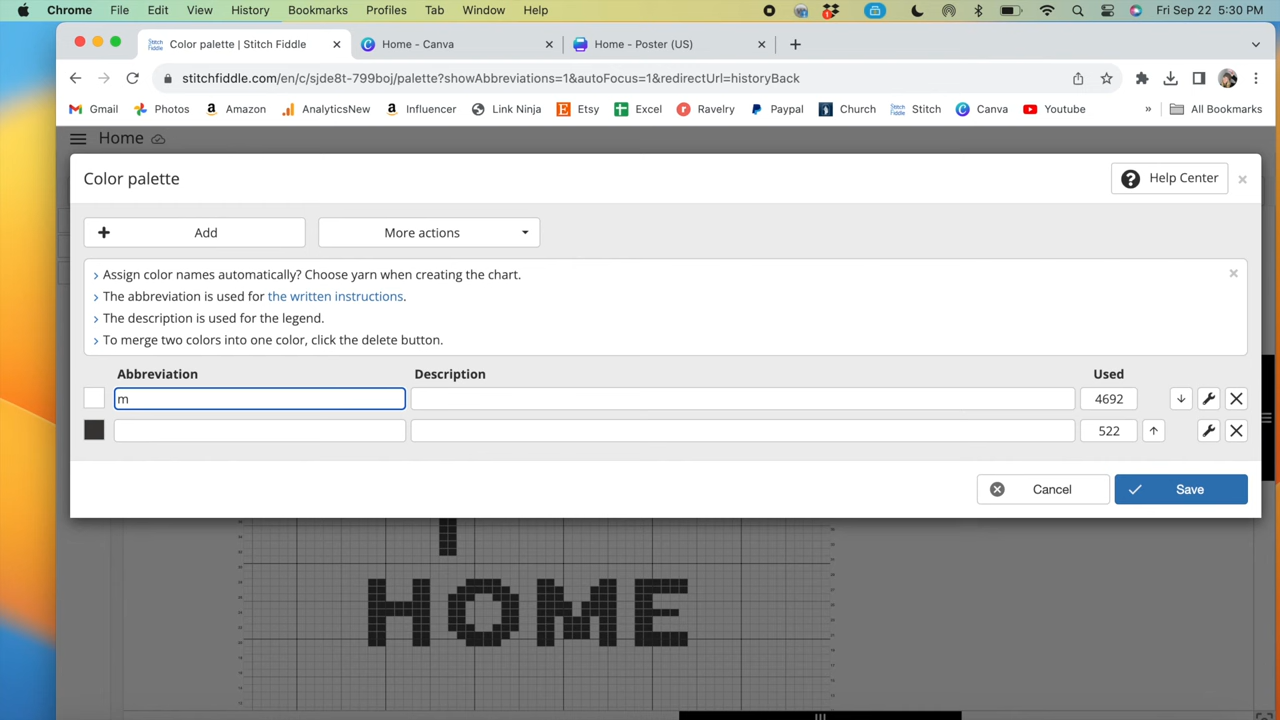 Chrome File Edit View History Bookmarks Profiles Tab Window Help Fri Sep 22 5:30 PM
Stitch Fiddle Color palette | Stitch Fiddle Home - Canva Home - Poster (US)
stitchfiddle.com/en/c/sjde8t-799boj/palette?showAbbreviations=1&autoFocus=1&redirectUrl=historyBack
Gmail Photos Amazon AnalyticsNew Influencer Link Ninja Etsy Excel Ravelry Paypal Church Stitch Canva Youtube » All Bookmarks
Home
Color palette Help Center
Add More actions
Assign color names automatically? Choose yarn when creating the chart.
The abbreviation is used for the written instructions.
The description is used for the legend.
To merge two colors into one color, click the delete button.
Abbreviation Description Used
m 4692
522
Cancel Save
HOME